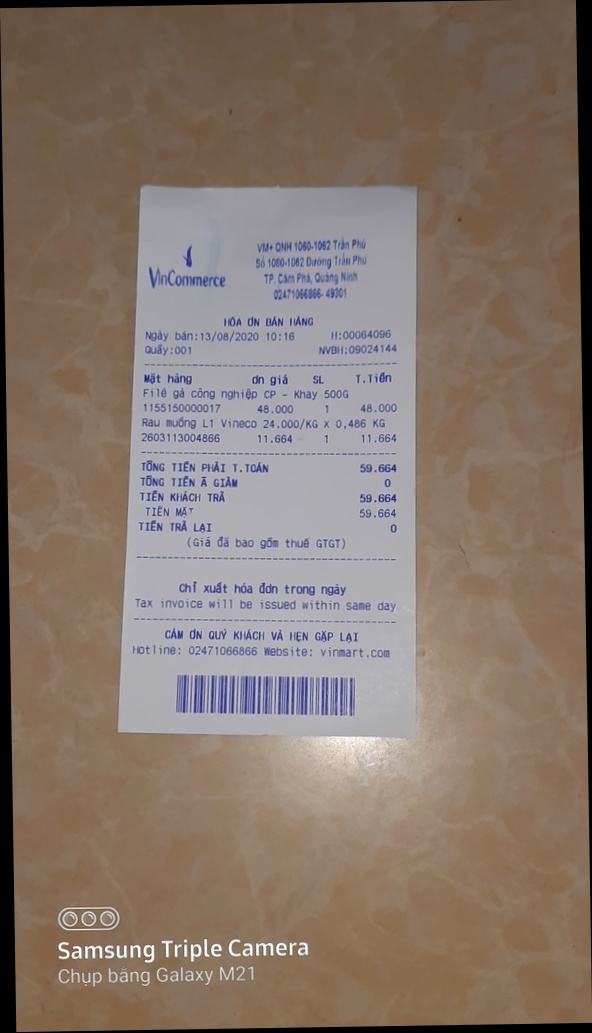 VinCommerce
VM+ QNH 1060-1062 Trần Phú
Số 1060-1062 Đường Trần Phú
TP. Cẩm Phả, Quảng Ninh
02471066866- 49301
HÓA ĐN BÁN HÀNG
Ngày bán:13/08/2020 10:16 H:00064096
Quầy:001 NVBH:09024144
Mặt hàng đn giá SL T.Tiền
Filê gà công nghiệp CP - Khay 500G
1155150000017 48.000 1 48.000
Rau muống L1 Vineco 24.000/KG x 0,486 KG
2603113004866 11.664 1 11.664
TỔNG TIỀN PHẢI T.TOÁN 59.664
TỔNG TIỀN Ã GIẢM 0
TIỀN KHÁCH TRẢ 59.664
TIỀN MẶT 59.664
TIỀN TRẢ LẠI 0
(Giá đã bao gồm thuế GTGT)
Chỉ xuất hóa đơn trong ngày
Tax invoice will be issued within same day
CẢM ƠN QUÝ KHÁCH VÀ HẸN GẶP LẠI
Hotline: 02471066866 Website: vinmart.com
Samsung Triple Camera
Chụp bằng Galaxy M21